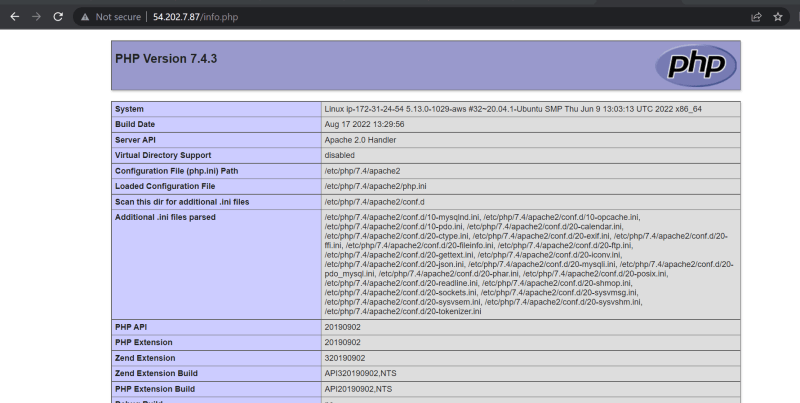 Not secure | 54.202.7.87/info.php
PHP Version 7.4.3
php
System Linux ip-172-31-24-54 5.13.0-1029-aws #32~20.04.1-Ubuntu SMP Thu Jun 9 13:03:13 UTC 2022 x86_64
Build Date Aug 17 2022 13:29:56
Server API Apache 2.0 Handler
Virtual Directory Support disabled
Configuration File (php.ini) Path /etc/php/7.4/apache2
Loaded Configuration File /etc/php/7.4/apache2/php.ini
Scan this dir for additional .ini files /etc/php/7.4/apache2/conf.d
Additional .ini files parsed /etc/php/7.4/apache2/conf.d/10-mysqlnd.ini, /etc/php/7.4/apache2/conf.d/10-opcache.ini,
/etc/php/7.4/apache2/conf.d/10-pdo.ini, /etc/php/7.4/apache2/conf.d/20-calendar.ini,
/etc/php/7.4/apache2/conf.d/20-ctype.ini, /etc/php/7.4/apache2/conf.d/20-exif.ini, /etc/php/7.4/apache2/conf.d/20-
ffi.ini, /etc/php/7.4/apache2/conf.d/20-fileinfo.ini, /etc/php/7.4/apache2/conf.d/20-ftp.ini,
/etc/php/7.4/apache2/conf.d/20-gettext.ini, /etc/php/7.4/apache2/conf.d/20-iconv.ini,
/etc/php/7.4/apache2/conf.d/20-json.ini, /etc/php/7.4/apache2/conf.d/20-mysqli.ini, /etc/php/7.4/apache2/conf.d/20-
pdo_mysql.ini, /etc/php/7.4/apache2/conf.d/20-phar.ini, /etc/php/7.4/apache2/conf.d/20-posix.ini,
/etc/php/7.4/apache2/conf.d/20-readline.ini, /etc/php/7.4/apache2/conf.d/20-shmop.ini,
/etc/php/7.4/apache2/conf.d/20-sockets.ini, /etc/php/7.4/apache2/conf.d/20-sysvmsg.ini,
/etc/php/7.4/apache2/conf.d/20-sysvsem.ini, /etc/php/7.4/apache2/conf.d/20-sysvshm.ini,
/etc/php/7.4/apache2/conf.d/20-tokenizer.ini
PHP API 20190902
PHP Extension 20190902
Zend Extension 320190902
Zend Extension Build API320190902,NTS
PHP Extension Build API20190902,NTS